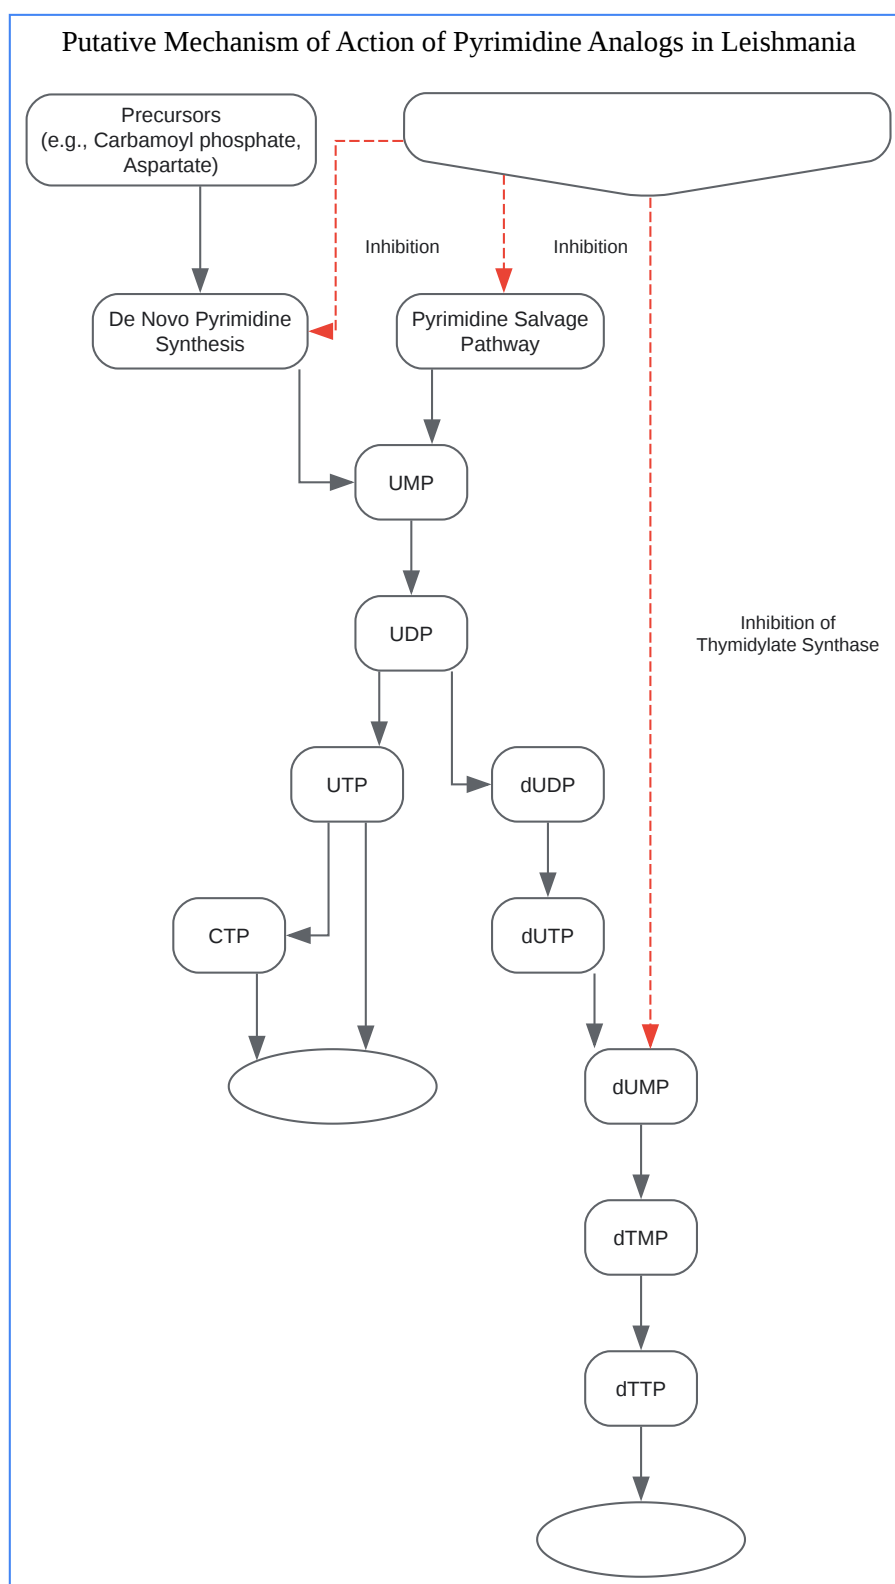 Putative Mechanism of Action of Pyrimidine Analogs in Leishmania
Precursors
(e.g., Carbamoyl phosphate,
Aspartate)
Inhibition
Inhibition
De Novo Pyrimidine
Synthesis
Pyrimidine Salvage
Pathway
UMP
UDP
Inhibition of
Thymidylate Synthase
UTP
dUDP
CTP
dUTP
dUMP
dTMP
dTTP